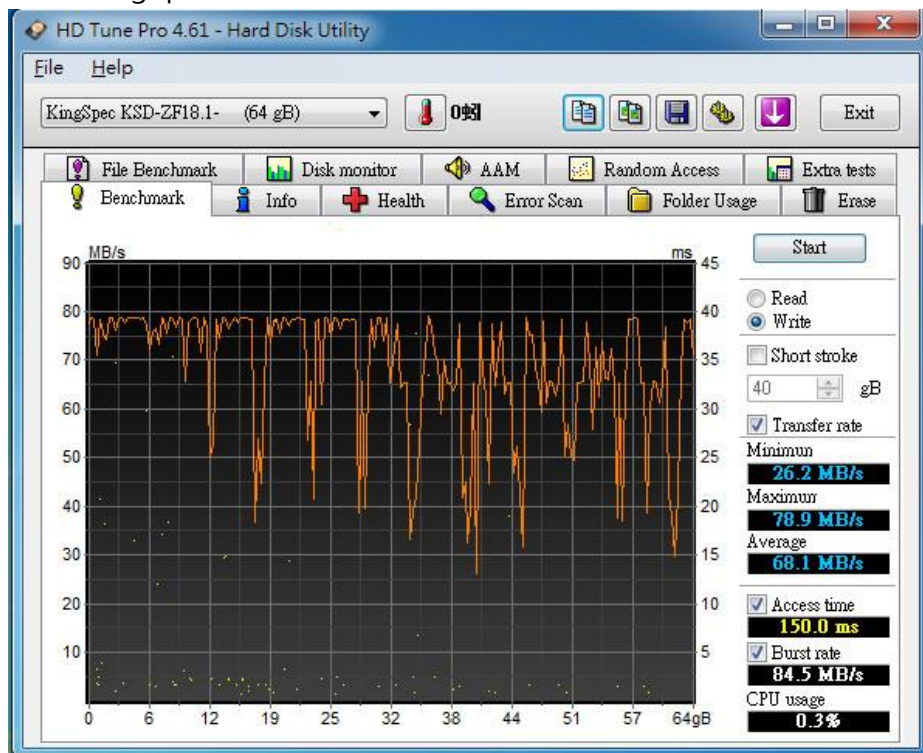 HD Tune Pro 4.61 - Hard Disk Utility
File Help
KingSpec KSD-ZF18.1- (64 gB)
Exit
File Benchmark Disk monitor AAM Random Access Extra tests
Benchmark Info Health Error Scan Folder Usage Erase
MB/s ms
90 45
80 40
70 35
60 30
50 25
40 20
30 15
20 10
10 5
0 6 12 19 25 32 38 44 51 57 64gB
Start
Read
Write
Short stroke
40 gB
Transfer rate
Minimun
26.2 MB/s
Maximun
78.9 MB/s
Average
68.1 MB/s
Access time
150.0 ms
Burst rate
84.5 MB/s
CPU usage
0.3%